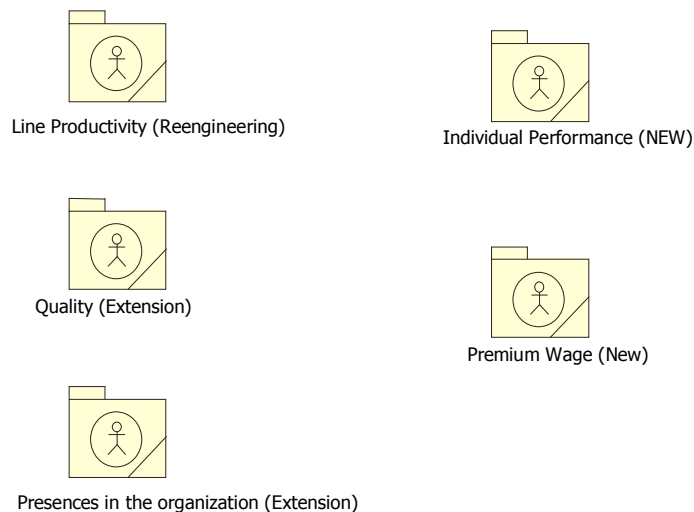 Line Productivity (Reengineering)
Individual Performance (NEW)
Quality (Extension)
Premium Wage (New)
Presences in the organization (Extension)